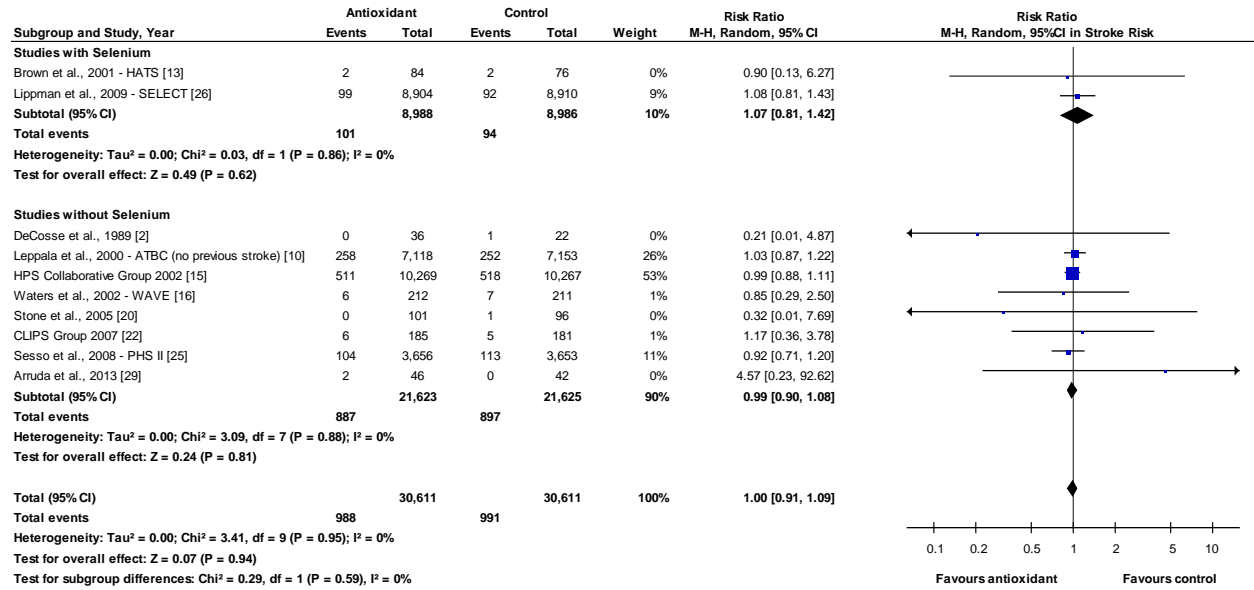 Antioxidant Control Risk Ratio Risk Ratio
Subgroup and Study, Year Events Total Events Total Weight M-H, Random, 95% CI M-H, Random, 95%CI in Stroke Risk
Studies with Selenium
Brown et al., 2001 - HATS [13] 2 84 2 76 0% 0.90 [0.13, 6.27]
Lippman et al., 2009 - SELECT [26] 99 8,904 92 8,910 9% 1.08 [0.81, 1.43]
Subtotal (95% CI) 8,988 8,986 10% 1.07 [0.81, 1.42]
Total events 101 94
Heterogeneity: Tau² = 0.00; Chi² = 0.03, df = 1 (P = 0.86); I² = 0%
Test for overall effect: Z = 0.49 (P = 0.62)
Studies without Selenium
DeCosse et al., 1989 [2] 0 36 1 22 0% 0.21 [0.01, 4.87]
Leppala et al., 2000 - ATBC (no previous stroke) [10] 258 7,118 252 7,153 26% 1.03 [0.87, 1.22]
HPS Collaborative Group 2002 [15] 511 10,269 518 10,267 53% 0.99 [0.88, 1.11]
Waters et al., 2002 - WAVE [16] 6 212 7 211 1% 0.85 [0.29, 2.50]
Stone et al., 2005 [20] 0 101 1 96 0% 0.32 [0.01, 7.69]
CLIPS Group 2007 [22] 6 185 5 181 1% 1.17 [0.36, 3.78]
Sesso et al., 2008 - PHS II [25] 104 3,656 113 3,653 11% 0.92 [0.71, 1.20]
Arruda et al., 2013 [29] 2 46 0 42 0% 4.57 [0.23, 92.62]
Subtotal (95% CI) 21,623 21,625 90% 0.99 [0.90, 1.08]
Total events 887 897
Heterogeneity: Tau² = 0.00; Chi² = 3.09, df = 7 (P = 0.88); I² = 0%
Test for overall effect: Z = 0.24 (P = 0.81)
Total (95% CI) 30,611 30,611 100% 1.00 [0.91, 1.09]
Total events 988 991
Heterogeneity: Tau² = 0.00; Chi² = 3.41, df = 9 (P = 0.95); I² = 0%
Test for overall effect: Z = 0.07 (P = 0.94)
Test for subgroup differences: Chi² = 0.29, df = 1 (P = 0.59), I² = 0%
0.1 0.2 0.5 1 2 5 10
Favours antioxidant Favours control